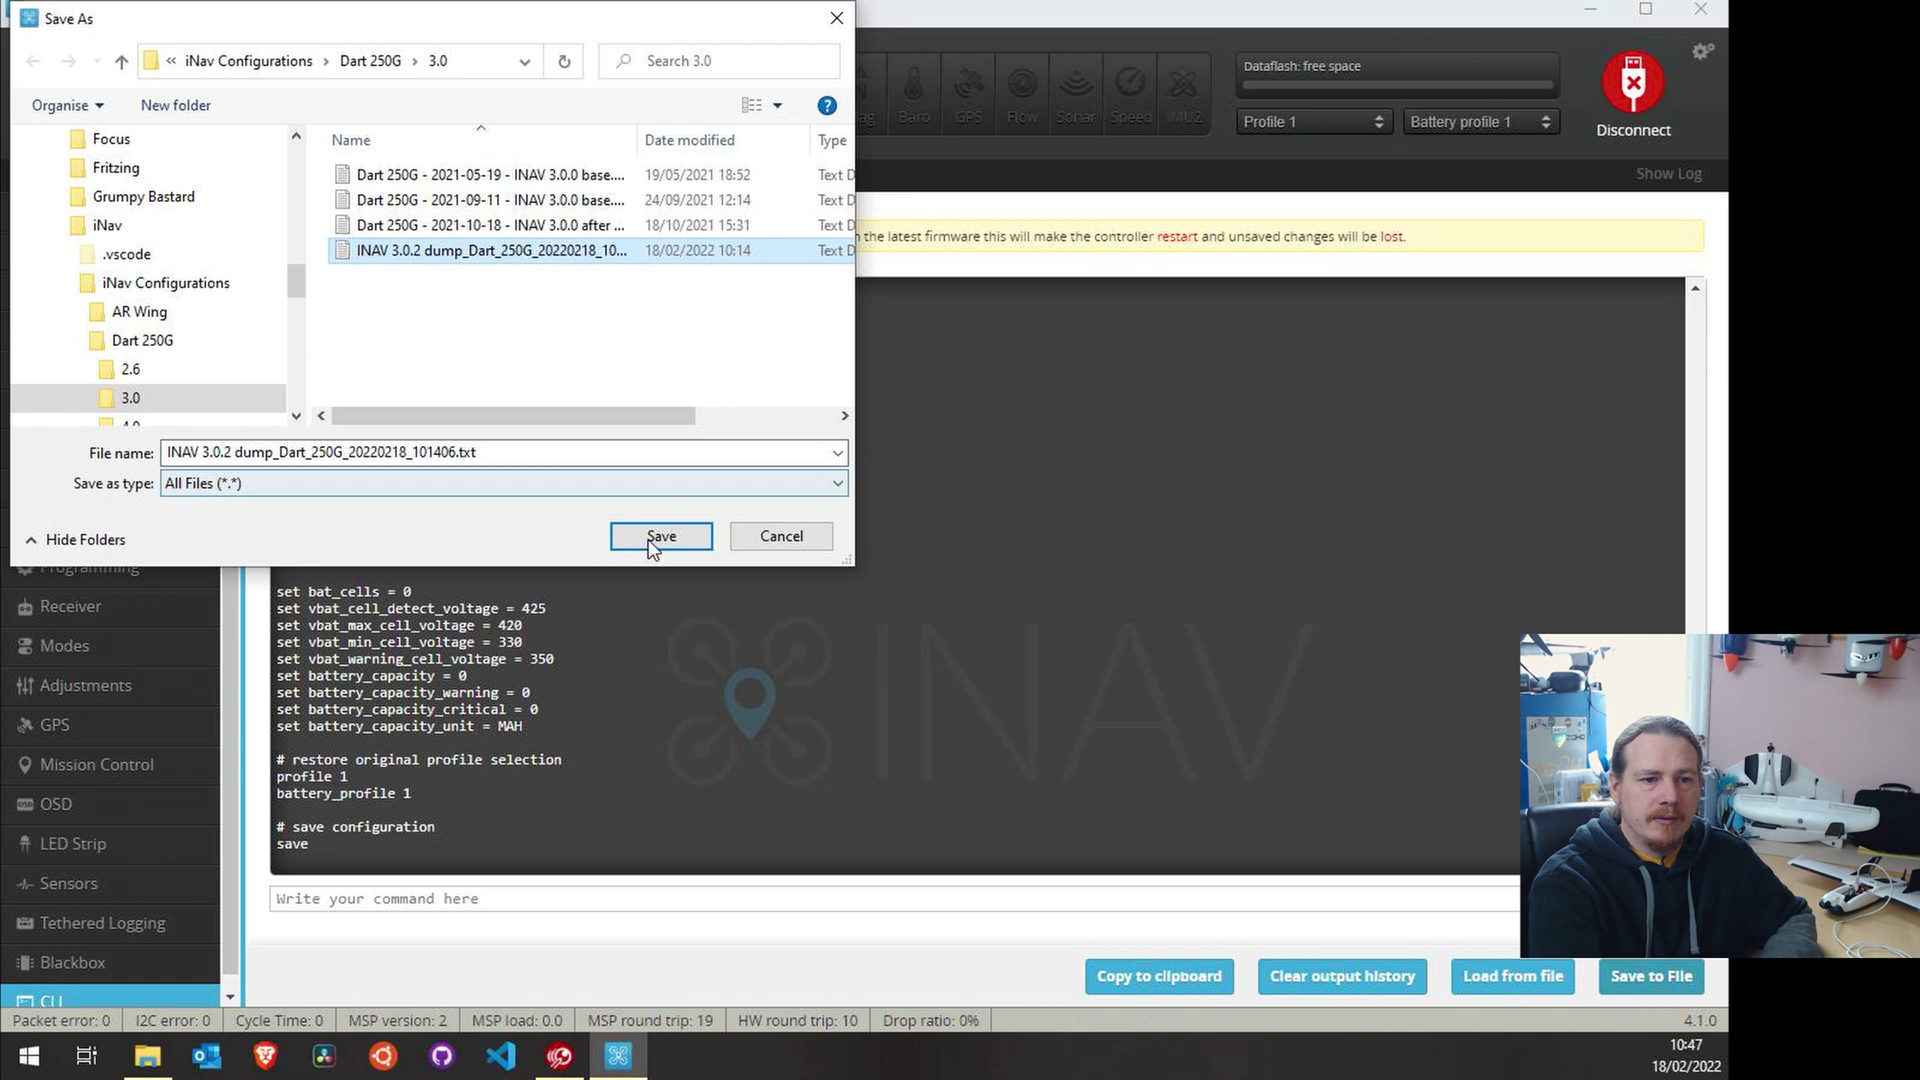 Save As
« iNav Configurations › Dart 250G › 3.0
Search 3.0
Organise
New folder
Focus
Fritzing
Grumpy Bastard
iNav
.vscode
iNav Configurations
AR Wing
Dart 250G
2.6
3.0
4.0
Name
Date modified
Type
Dart 250G - 2021-05-19 - INAV 3.0.0 base.... 19/05/2021 18:52 Text D
Dart 250G - 2021-09-11 - INAV 3.0.0 base.... 24/09/2021 12:14 Text D
Dart 250G - 2021-10-18 - INAV 3.0.0 after ... 18/10/2021 15:31 Text D
INAV 3.0.2 dump_Dart_250G_20220218_10... 18/02/2022 10:14 Text D
File name: INAV 3.0.2 dump_Dart_250G_20220218_101406.txt
Save as type: All Files (*.*)
Hide Folders
Save
Cancel
Baro
GPS
Flow
Sonar
Speed
IMU2
Dataflash: free space
Profile 1
Battery profile 1
Disconnect
Show Log
the latest firmware this will make the controller restart and unsaved changes will be lost.
Programming
Receiver
Modes
Adjustments
GPS
Mission Control
OSD
LED Strip
Sensors
Tethered Logging
Blackbox
CLI
set bat_cells = 0
set vbat_cell_detect_voltage = 425
set vbat_max_cell_voltage = 420
set vbat_min_cell_voltage = 330
set vbat_warning_cell_voltage = 350
set battery_capacity = 0
set battery_capacity_warning = 0
set battery_capacity_critical = 0
set battery_capacity_unit = MAH
# restore original profile selection
profile 1
battery_profile 1
# save configuration
save
INAV
Write your command here
Copy to clipboard
Clear output history
Load from file
Save to File
Packet error: 0
I2C error: 0
Cycle Time: 0
MSP version: 2
MSP load: 0.0
MSP round trip: 19
HW round trip: 10
Drop ratio: 0%
4.1.0
10:47
18/02/2022